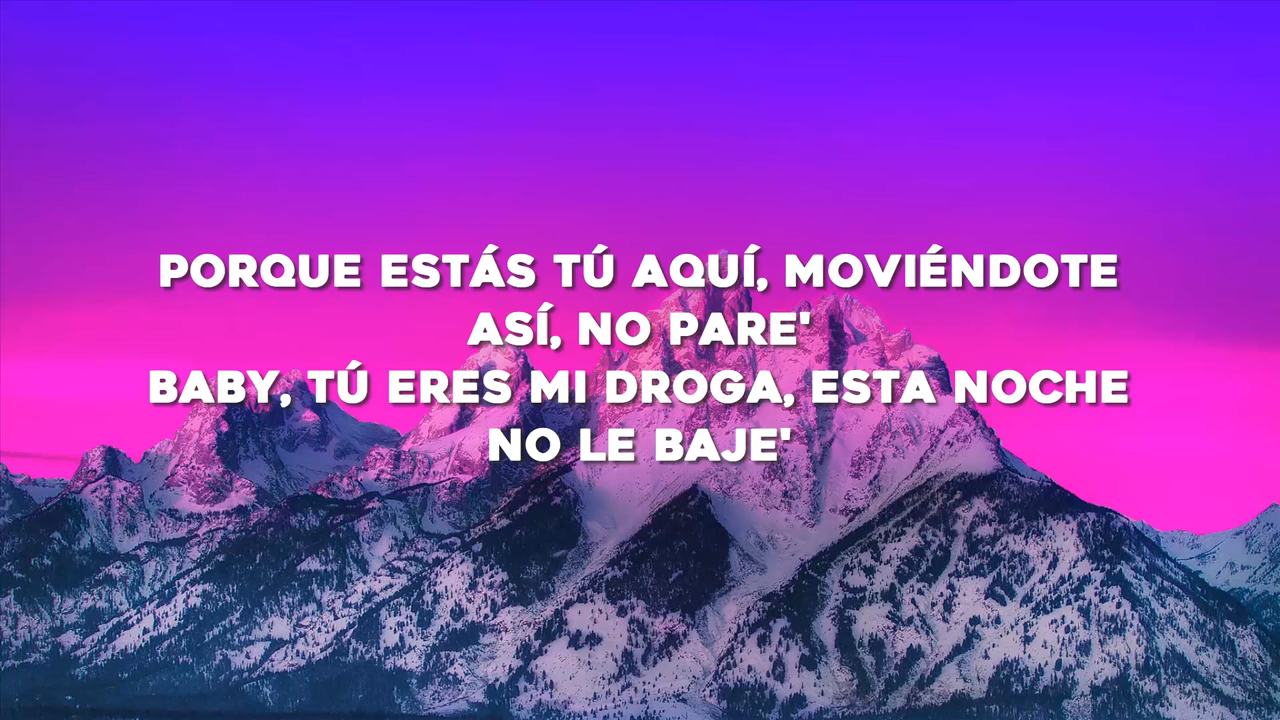 PORQUE ESTÁS TÚ AQUÍ, MOVIÉNDOTE
ASÍ, NO PARE'
BABY, TÚ ERES MI DROGA, ESTA NOCHE
NO LE BAJE'